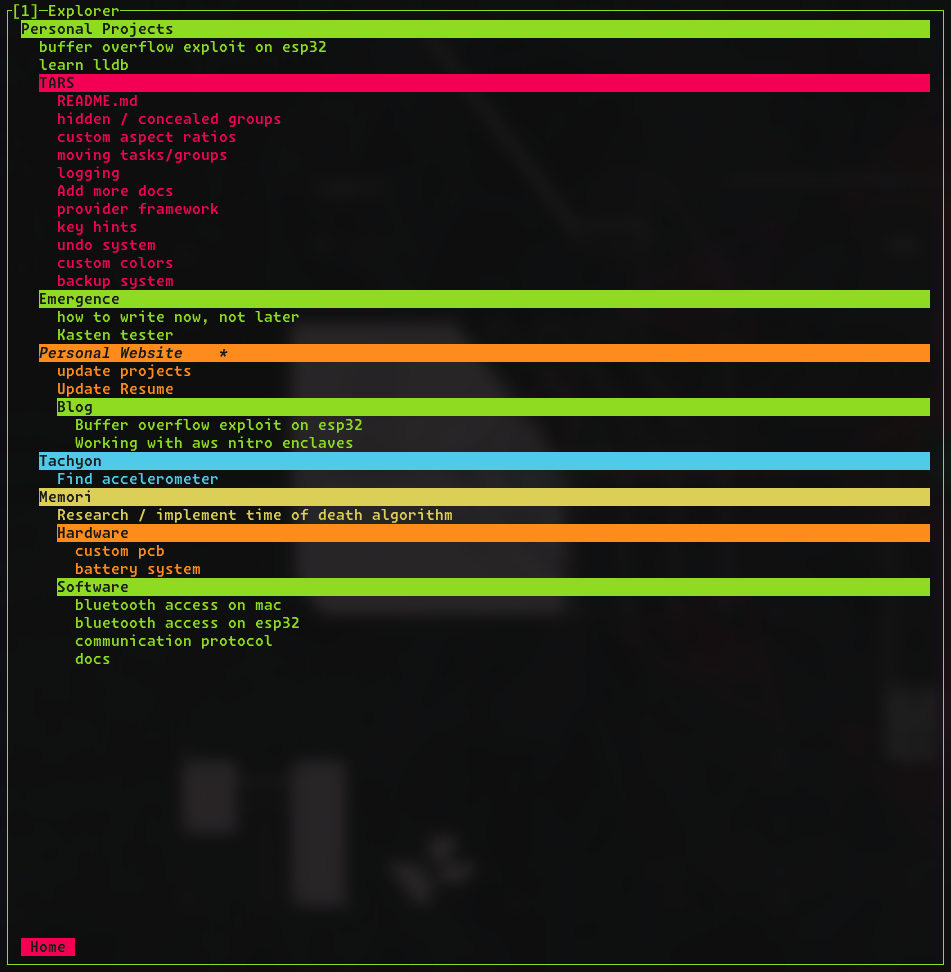 [1] Explorer
Personal Projects
buffer overflow exploit on esp32
learn lldb
TARS
README.md
hidden / concealed groups
custom aspect ratios
moving tasks/groups
logging
Add more docs
provider framework
key hints
undo system
custom colors
backup system
Emergence
how to write now, not later
Kasten tester
Personal Website *
update projects
Update Resume
Blog
Buffer overflow exploit on esp32
Working with aws nitro enclaves
Tachyon
Find accelerometer
Memori
Research / implement time of death algorithm
Hardware
custom pcb
battery system
Software
bluetooth access on mac
bluetooth access on esp32
communication protocol
docs
Home